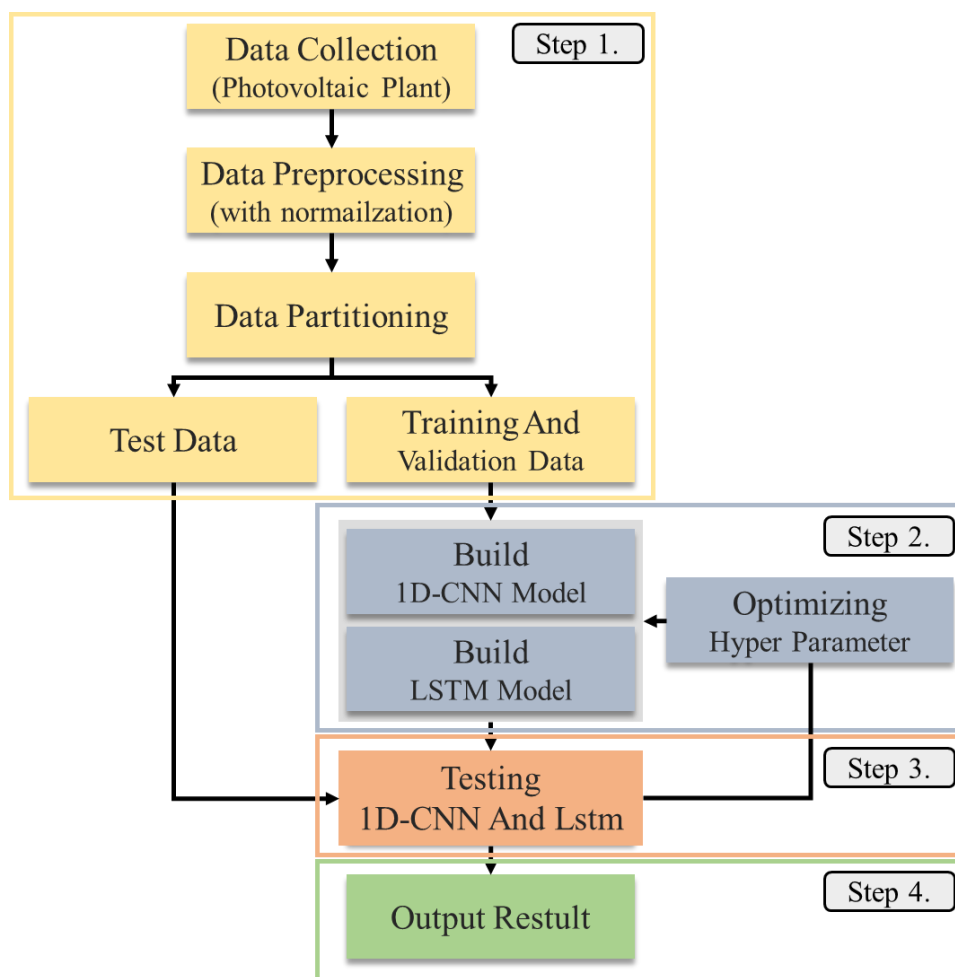 Data Collection
(Photovoltaic Plant)
Step 1.
Data Preprocessing
(with normailzation)
Data Partitioning
Test Data
Training And
Validation Data
Step 2.
Build
1D-CNN Model
Optimizing
Hyper Parameter
Build
LSTM Model
Step 3.
Testing
1D-CNN And Lstm
Step 4.
Output Restult